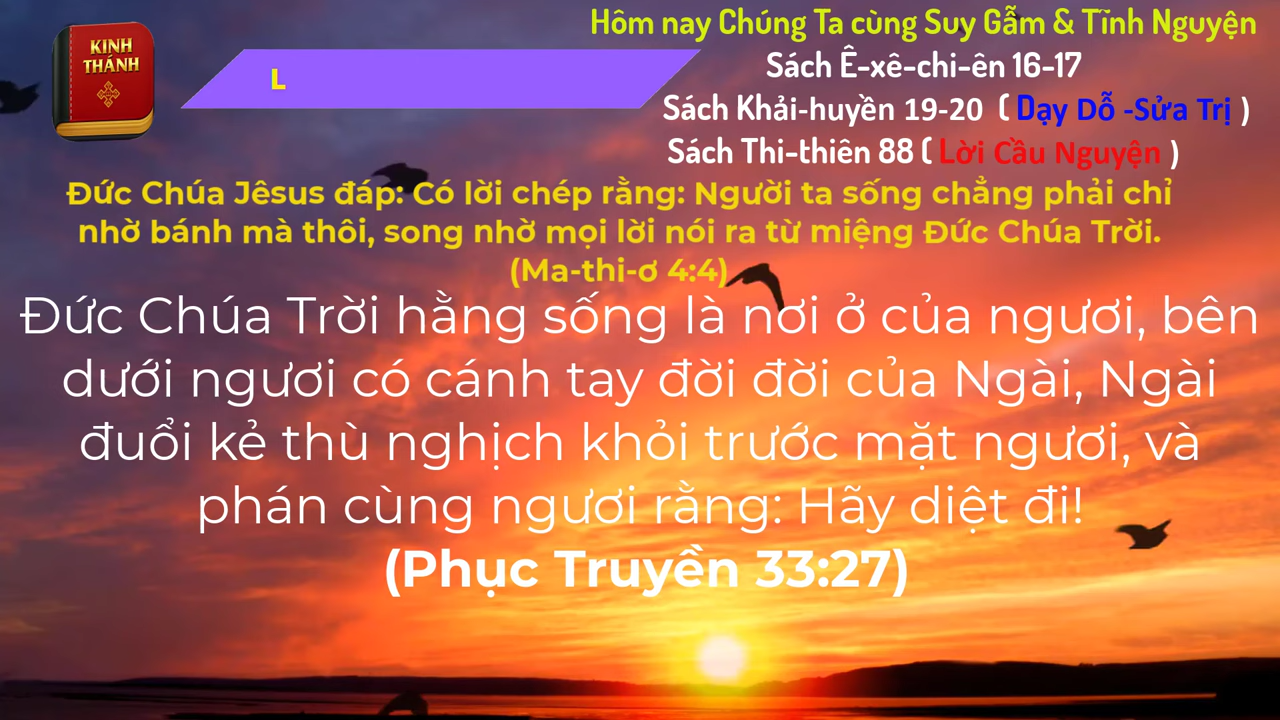 KINH
THÁNH
L
Hôm nay Chúng Ta cùng Suy Gẫm & Tĩnh Nguyện
Sách Ê-xê-chi-ên 16-17
Sách Khải-huyền 19-20 ( Dạy Dỗ -Sửa Trị )
Sách Thi-thiên 88 ( Lời Cầu Nguyện )
Đức Chúa Jêsus đáp: Có lời chép rằng: Người ta sống chẳng phải chỉ
nhờ bánh mà thôi, song nhờ mọi lời nói ra từ miệng Đức Chúa Trời.
(Ma-thi-ơ 4:4)
Đức Chúa Trời hằng sống là nơi ở của ngươi, bên
dưới ngươi có cánh tay đời đời của Ngài, Ngài
đuổi kẻ thù nghịch khỏi trước mặt ngươi, và
phán cùng ngươi rằng: Hãy diệt đi!
(Phục Truyền 33:27)